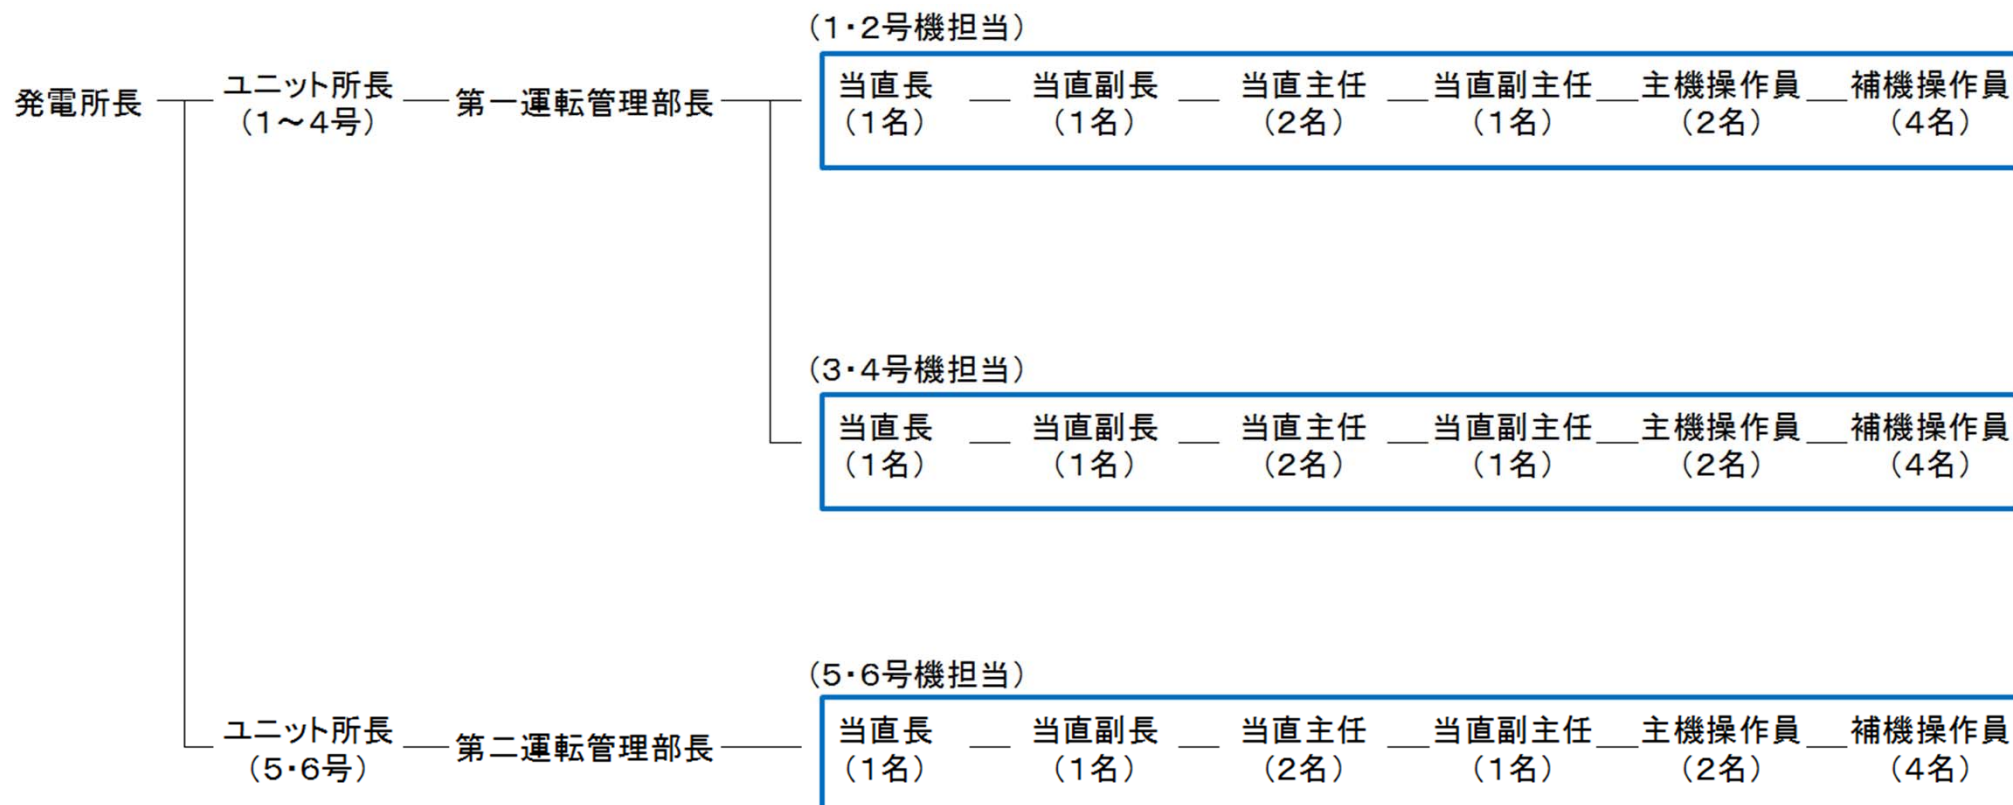 (1・2号機担当)
発電所長 ユニット所長 第一運転管理部長 当直長 当直副長 当直主任 当直副主任 主機操作員 補機操作員
(1～4号) (1名) (1名) (2名) (1名) (2名) (4名)
(3・4号機担当)
当直長 当直副長 当直主任 当直副主任 主機操作員 補機操作員
(1名) (1名) (2名) (1名) (2名) (4名)
(5・6号機担当)
ユニット所長 第二運転管理部長 当直長 当直副長 当直主任 当直副主任 主機操作員 補機操作員
(5・6号) (1名) (1名) (2名) (1名) (2名) (4名)